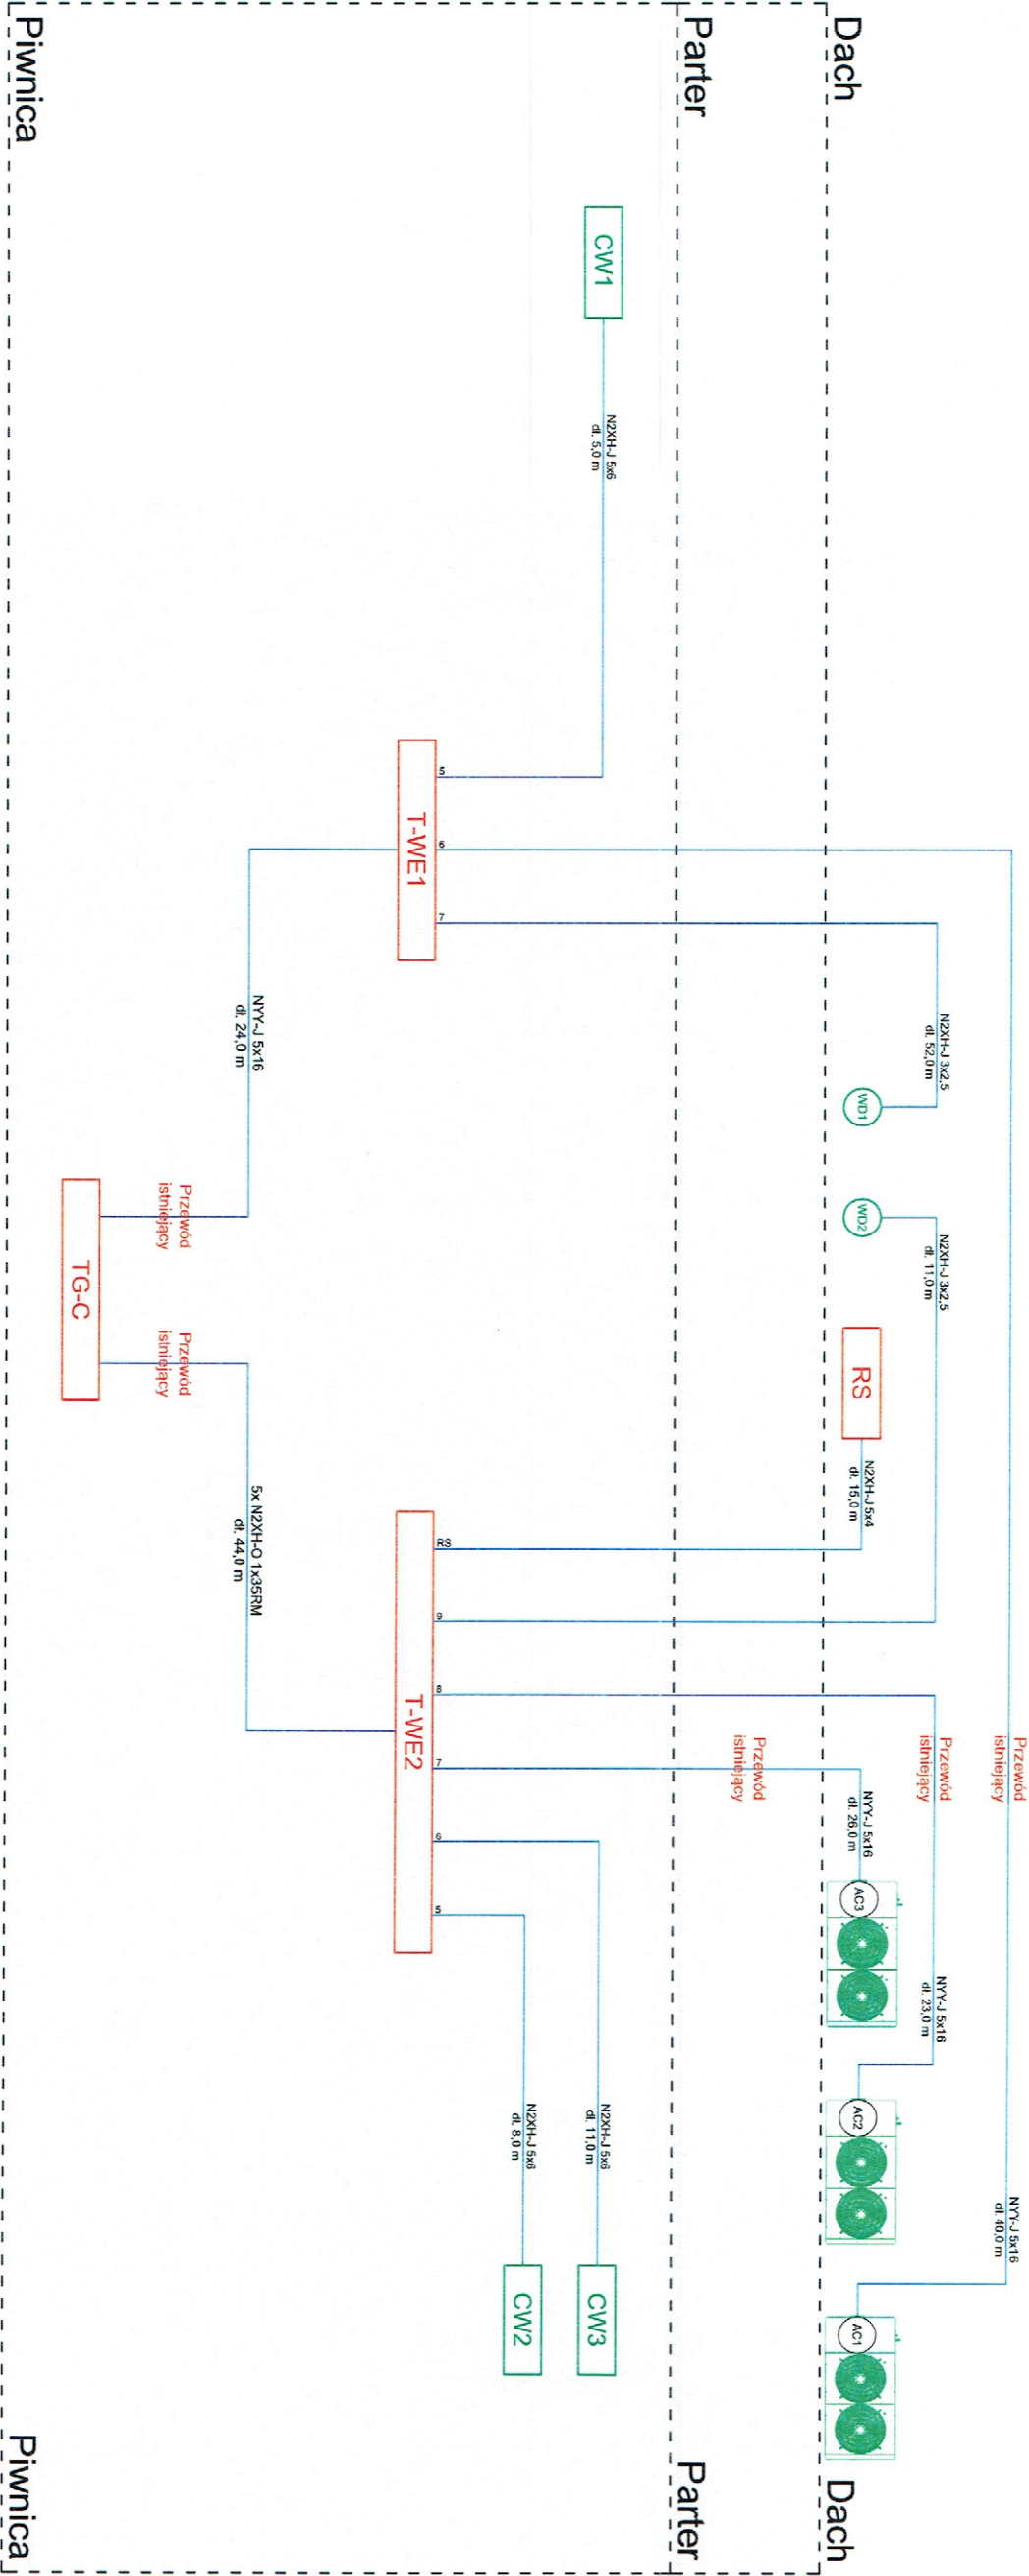 Dach
Dach
Parter
Parter
Piwnica
Piwnica
Przewód
istniejący
NYY-J 5x16
dł. 40,0 m
N2XH-J 3x2,5
dł. 52,0 m
N2XH-J 3x2,5
dł. 11,0 m
Przewód
istniejący
NYY-J 5x16
dł. 23,0 m
WD1
WD2
RS
N2XH-J 5x4
dł. 15,0 m
NYY-J 5x16
dł. 26,0 m
AC3
AC2
AC1
Przewód
istniejący
CW1
N2XH-J 5x6
dł. 5,0 m
N2XH-J 5x6
dł. 11,0 m
CW3
N2XH-J 5x6
dł. 8,0 m
CW2
5
6
7
T-WE1
RS
9
8
7
6
5
T-WE2
NYY-J 5x16
dł. 24,0 m
5x N2XH-O 1x35RM
dł. 44,0 m
Przewód
istniejący
Przewód
istniejący
TG-C